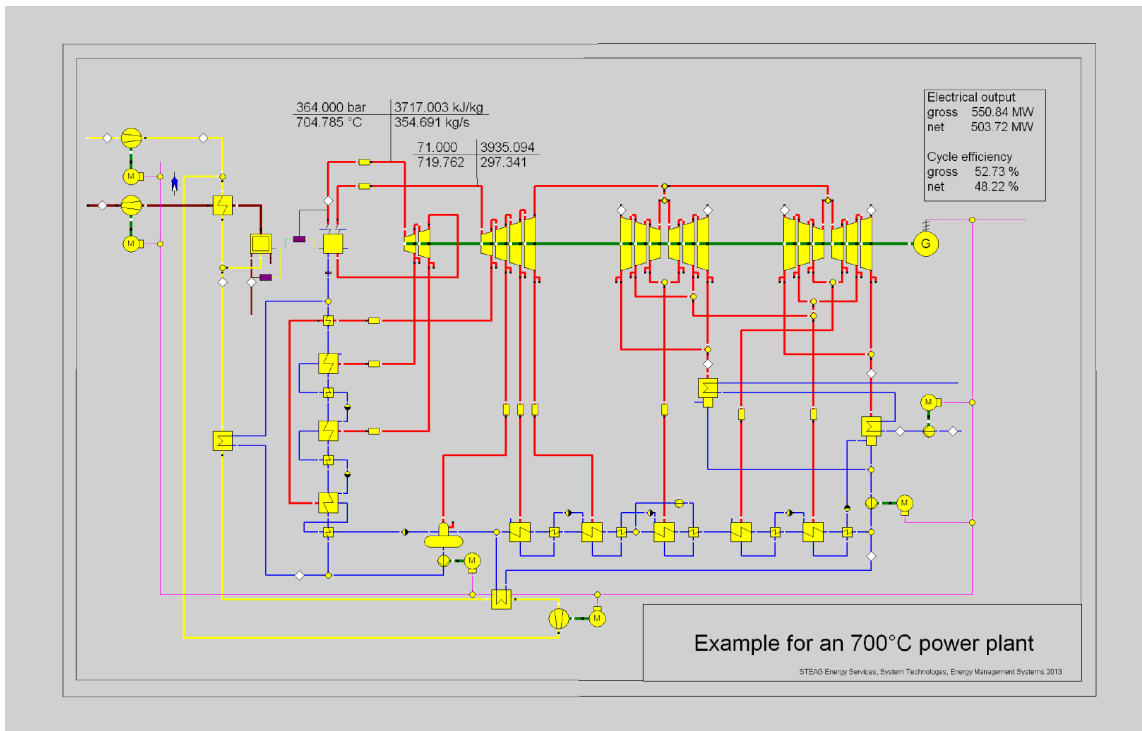 364.000 bar 3717.003 kJ/kg
704.785 °C 354.691 kg/s
71.000 3935.094
719.762 297.341
Electrical output
gross 550.84 MW
net 503.72 MW
Cycle efficiency
gross 52.73 %
net 48.22 %
M
M
G
M
M
M
M
Example for an 700°C power plant
STEAG Energy Services, System Technologes, Energy Management Systems 2013